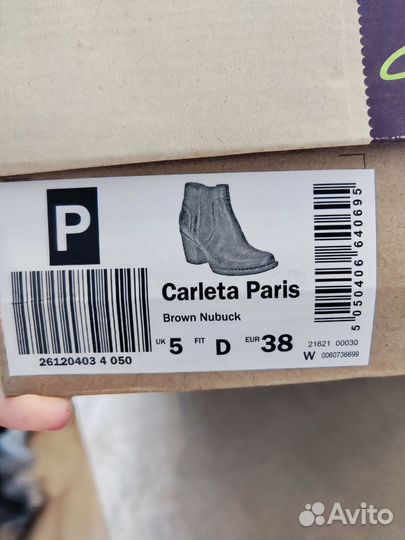 P
Carleta Paris
Brown Nubuck
UK 5 FIT D EUR 38
26120403 4 050
21621 00030
W 0060736699
5 050406 640695
Avito